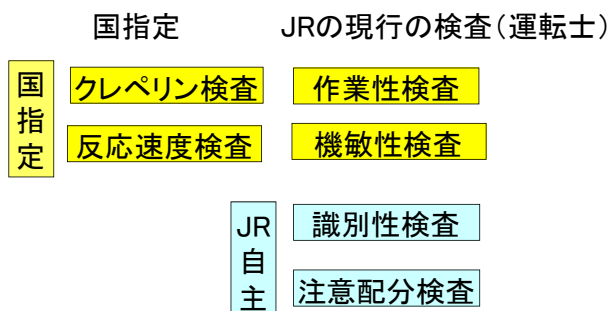 国指定 JRの現行の検査（運転士）
国指定
クレペリン検査 作業性検査
反応速度検査 機敏性検査
JR自主
識別性検査
注意配分検査